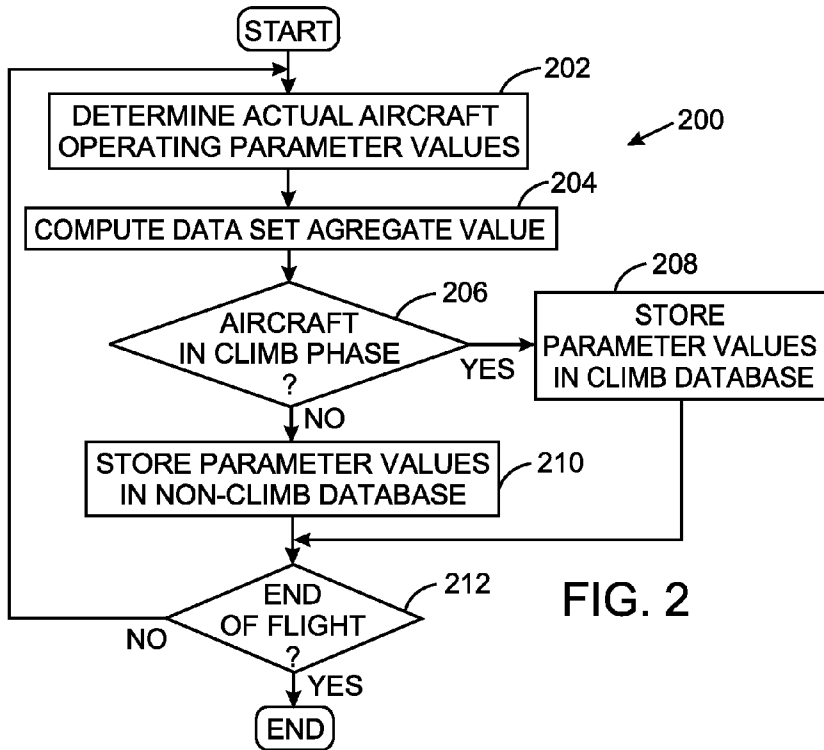 START
202
DETERMINE ACTUAL AIRCRAFT
OPERATING PARAMETER VALUES
200
204
COMPUTE DATA SET AGREGATE VALUE
206
AIRCRAFT
IN CLIMB PHASE
?
YES
NO
208
STORE
PARAMETER VALUES
IN CLIMB DATABASE
STORE PARAMETER VALUES
IN NON-CLIMB DATABASE
210
212
END
OF FLIGHT
?
NO
YES
END
FIG. 2